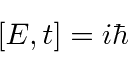 [E, t] = iħ